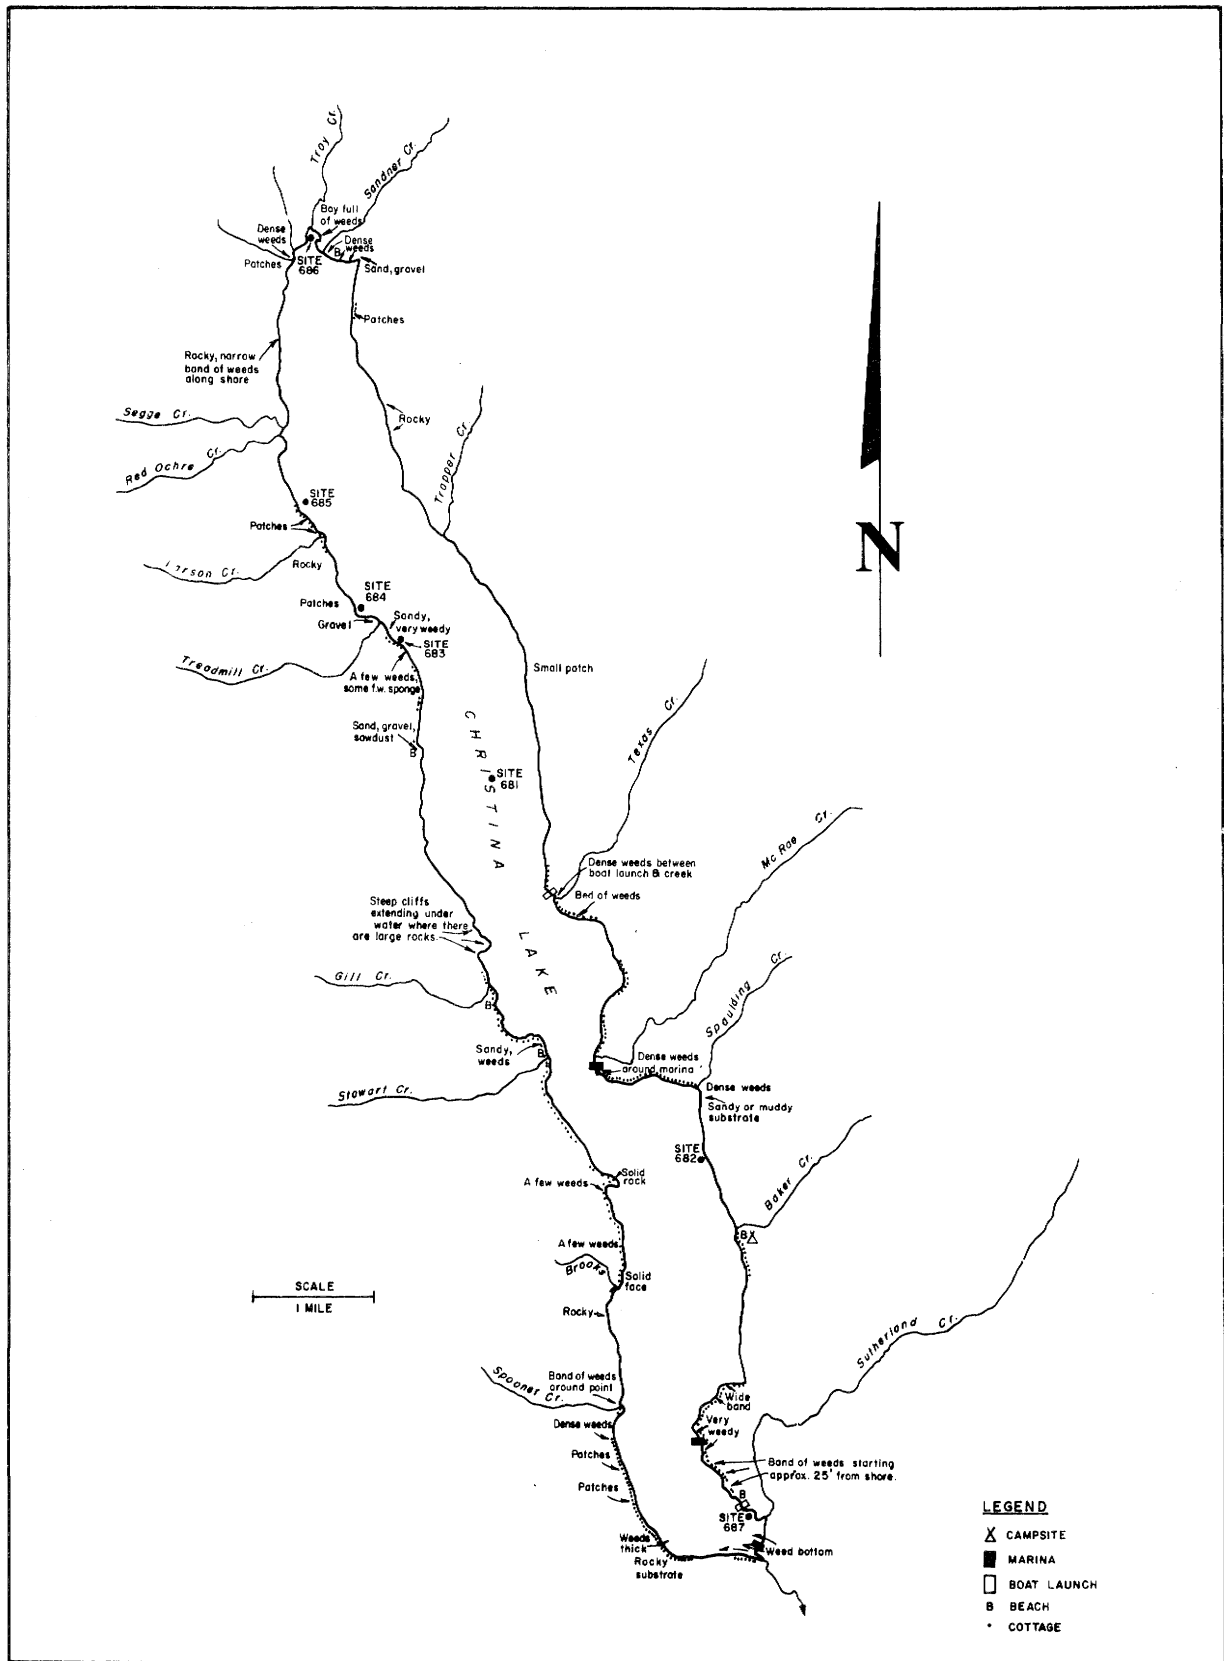 Troy Cr.
Sandner Cr.
Bay full
of weeds
Dense
weeds
Dense
weeds
B
Patches
SITE
686
Sand, gravel
Patches
Rocky, narrow
band of weeds
along shore
Segge Cr.
Rocky
Red Ochre Cr.
Trapper Cr.
SITE
685
Patches
Rocky
Larson Cr.
SITE
684
Patches
Gravel
Sandy,
very weedy
SITE
683
Treadmill Cr.
A few weeds,
some f.w. sponge
Small patch
Sand, gravel,
sawdust
B
Texas Cr.
CHRISTINA
LAKE
SITE
681
Mc Rae Cr.
Dense weeds between
boat launch & creek
Bed of weeds
Steep cliffs
extending under
water where there
are large rocks.
Gill Cr.
B
Spaulding Cr.
Sandy,
weeds
B
Dense weeds
around marina
Stewart Cr.
Dense weeds
Sandy or muddy
substrate
SITE
682
Solid
rock
A few weeds
Baker Cr.
B
A few weeds
Brooks
Solid
face
SCALE
1 MILE
Rocky
Sutherland Cr.
Spooner Cr.
Band of weeds
around point
Wide
band
Dense weeds
Very
weedy
Patches
Band of weeds starting
approx. 25' from shore.
Patches
B
SITE
687
Weeds
thick
Rocky
substrate
Weed bottom
N
LEGEND
CAMPSITE
MARINA
BOAT LAUNCH
B BEACH
COTTAGE